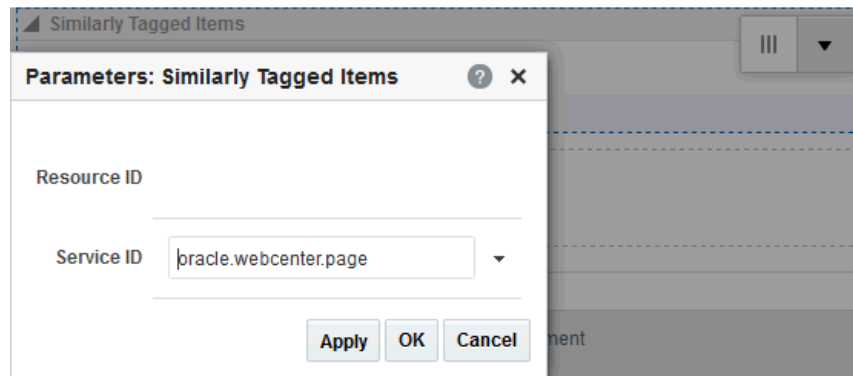 Similarly Tagged Items
Parameters: Similarly Tagged Items
Resource ID
Service ID
oracle.webcenter.page
Apply
OK
Cancel
ment